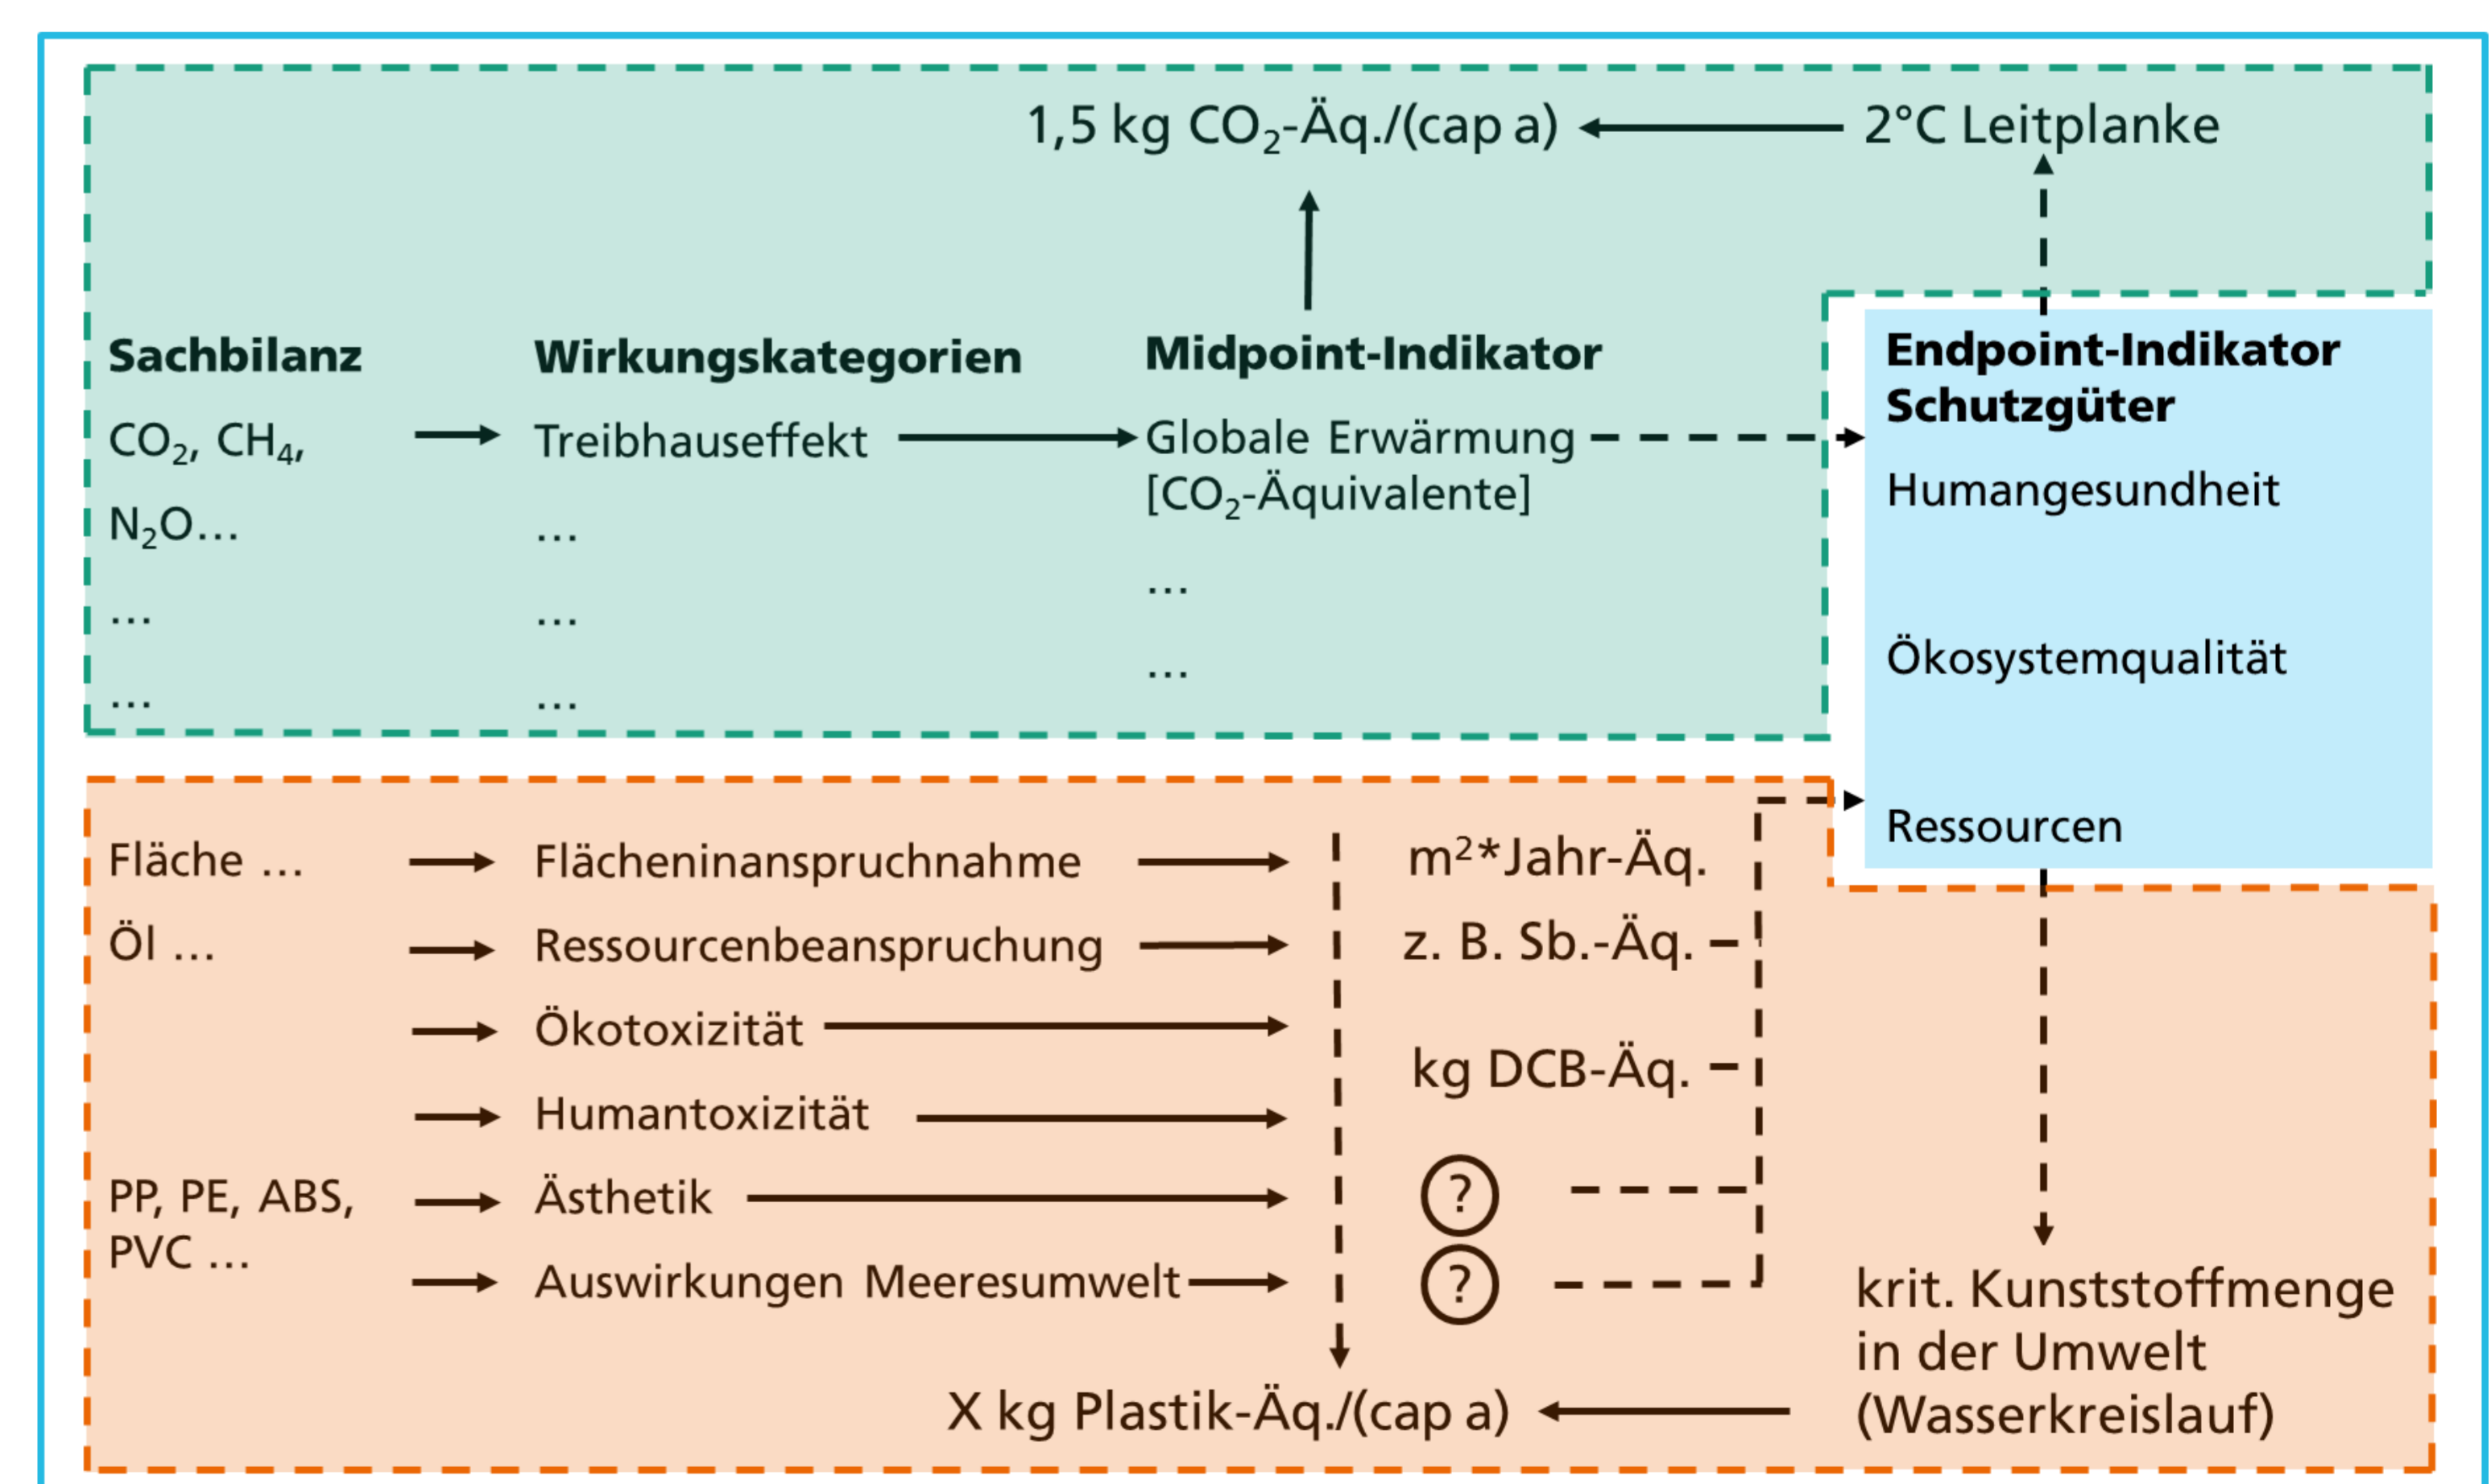 1,5 kg CO₂-Äq./(cap a)
2°C Leitplanke
Sachbilanz
Wirkungskategorien
Midpoint-Indikator
Endpoint-Indikator
Schutzgüter
CO₂, CH₄,
Treibhauseffekt
Globale Erwärmung
[CO₂-Äquivalente]
Humangesundheit
N₂O...
...
...
...
...
...
...
...
Ökosystemqualität
Ressourcen
Fläche ...
Flächeninanspruchnahme
m²*Jahr-Äq.
Öl ...
Ressourcenbeanspruchung
z. B. Sb.-Äq.
Ökotoxizität
kg DCB-Äq.
Humantoxizität
PP, PE, ABS,
PVC ...
Ästhetik
?
Auswirkungen Meeresumwelt
?
krit. Kunststoffmenge
in der Umwelt
(Wasserkreislauf)
X kg Plastik-Äq./(cap a)